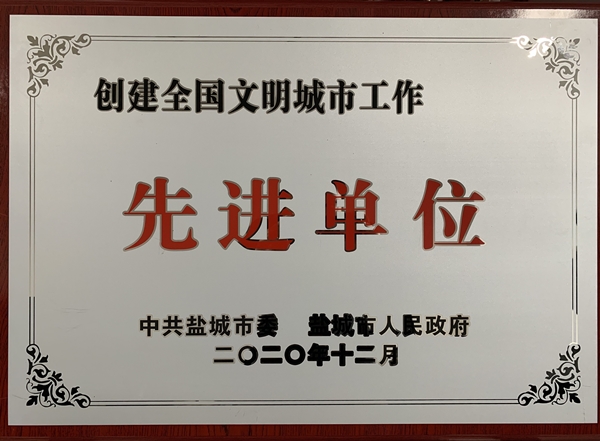 创建全国文明城市工作
先进单位
中共盐城市委 盐城市人民政府
二〇二〇年十二月